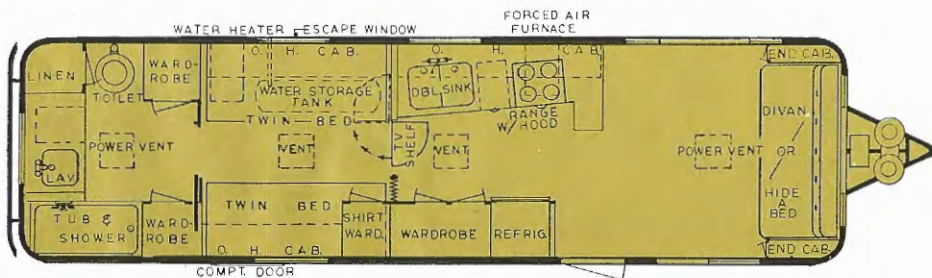 WATER HEATER
ESCAPE WINDOW
FORCED AIR
FURNACE
LINEN
TOILET
WARD-
ROBE
O. H. CAB.
WATER STORAGE
TANK
TWIN-BED
O. H. CAB
DBL. SINK
RANGE
W/HOOD
END CAB.
POWER VENT
VENT
TV
SHELF
VENT
POWER VENT
DIVAN
OR
HIDE
A
BED
LAV.
TUB &
SHOWER
WARD-
ROBE
TWIN BED
O. H. CAB.
SHIRT
WARD.
WARDROBE
REFRIG.
END CAB.
COMPT. DOOR